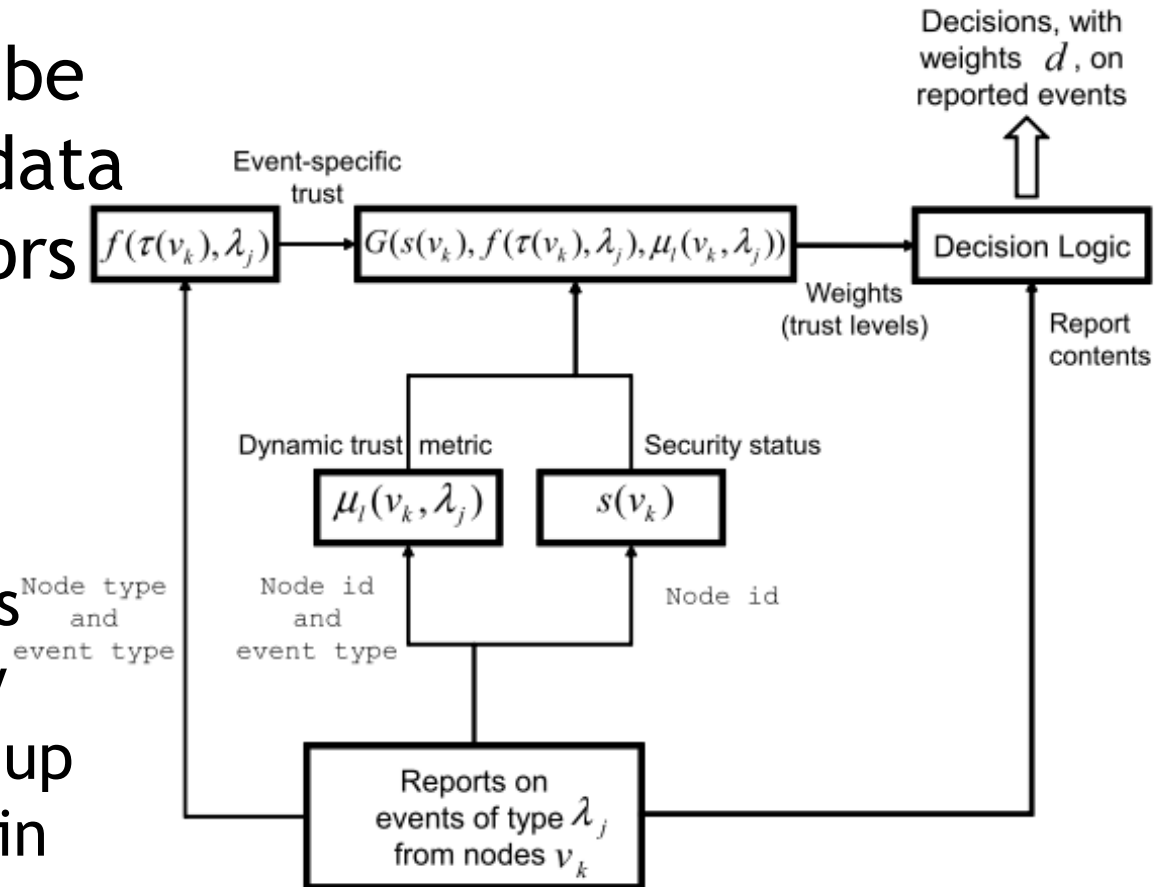 be
data
ors
s
y
up
in
Decisions, with
weights d, on
reported events
Event-specific
trust
f(τ(v_k), λ_j)
G(s(v_k), f(τ(v_k), λ_j), μ_l(v_k, λ_j))
Decision Logic
Weights
(trust levels)
Report
contents
Dynamic trust metric
Security status
μ_l(v_k, λ_j)
s(v_k)
Node type
and
event type
Node id
and
event type
Node id
Reports on
events of type λ_j
from nodes v_k